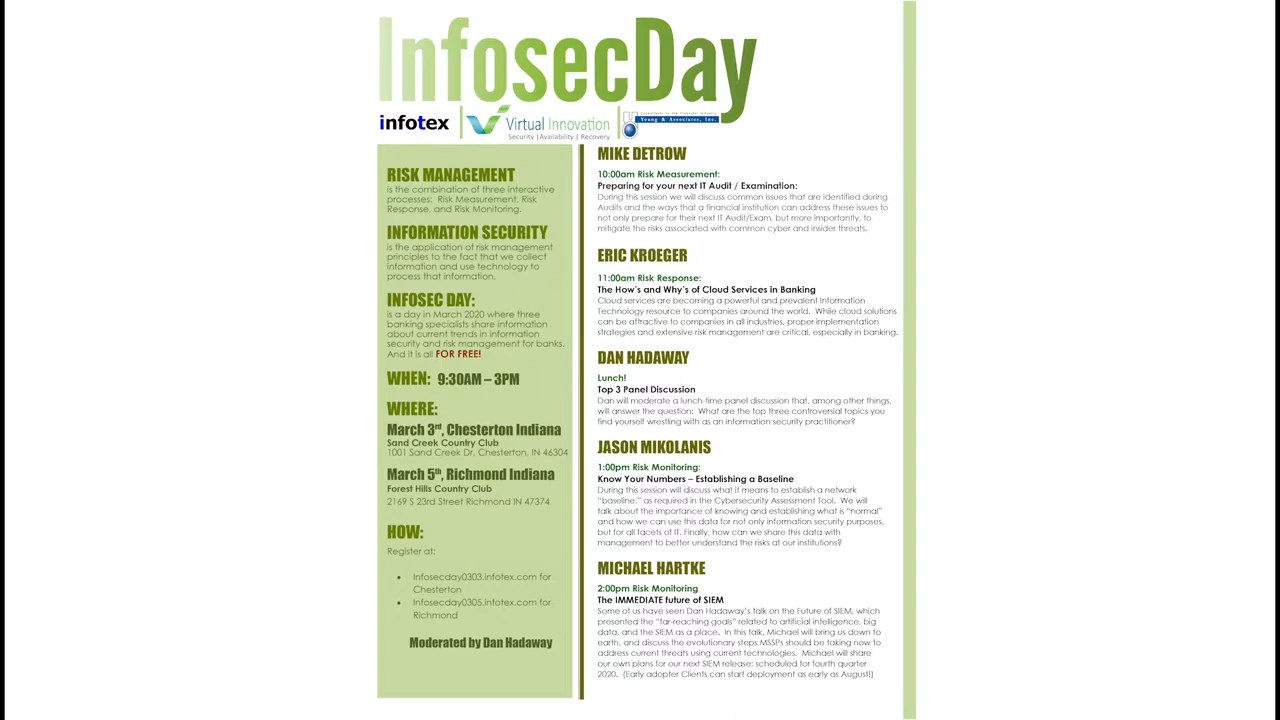 InfosecDay
infotex
Virtual Innovation
Security |Availability | Recovery
Consultants to the Financial Industry
Young & Associates, Inc.
RISK MANAGEMENT
is the combination of three interactive
processes: Risk Measurement, Risk
Response, and Risk Monitoring.
INFORMATION SECURITY
is the application of risk management
principles to the fact that we collect
information and use technology to
process that information.
INFOSEC DAY:
is a day in March 2020 where three
banking specialists share information
about current trends in information
security and risk management for banks.
And it is all FOR FREE!
WHEN: 9:30AM – 3PM
WHERE:
March 3rd, Chesterton Indiana
Sand Creek Country Club
1001 Sand Creek Dr. Chesterton, IN 46304
March 5th, Richmond Indiana
Forest Hills Country Club
2169 S 23rd Street Richmond IN 47374
HOW:
Register at:
• Infosecday0303.infotex.com for
Chesterton
• Infosecday0305.infotex.com for
Richmond
Moderated by Dan Hadaway
MIKE DETROW
10:00am Risk Measurement:
Preparing for your next IT Audit / Examination:
During this session we will discuss common issues that are identified during
Audits and the ways that a financial institution can address these issues to
not only prepare for their next IT Audit/Exam, but more importantly, to
mitigate the risks associated with common cyber and insider threats.
ERIC KROEGER
11:00am Risk Response:
The How's and Why's of Cloud Services in Banking
Cloud services are becoming a powerful and prevalent Information
Technology resource to companies around the world. While cloud solutions
can be attractive to companies in all industries, proper implementation
strategies and extensive risk management are critical, especially in banking.
DAN HADAWAY
Lunch!
Top 3 Panel Discussion
Dan will moderate a lunch-time panel discussion that, among other things,
will answer the question: What are the top three controversial topics you
find yourself wrestling with as an information security practitioner?
JASON MIKOLANIS
1:00pm Risk Monitoring:
Know Your Numbers – Establishing a Baseline
During this session will discuss what it means to establish a network
"baseline," as required in the Cybersecurity Assessment Tool. We will
talk about the importance of knowing and establishing what is "normal"
and how we can use this data for not only information security purposes,
but for all facets of IT. Finally, how can we share this data with
management to better understand the risks at our institutions?
MICHAEL HARTKE
2:00pm Risk Monitoring
The IMMEDIATE future of SIEM
Some of us have seen Dan Hadaway's talk on the Future of SIEM, which
presented the "far-reaching goals" related to artificial intelligence, big
data, and the SIEM as a place. In this talk, Michael will bring us down to
earth, and discuss the evolutionary steps MSSPs should be taking now to
address current threats using current technologies. Michael will share
our own plans for our next SIEM release; scheduled for fourth quarter
2020. (Early adopter Clients can start deployment as early as August!)